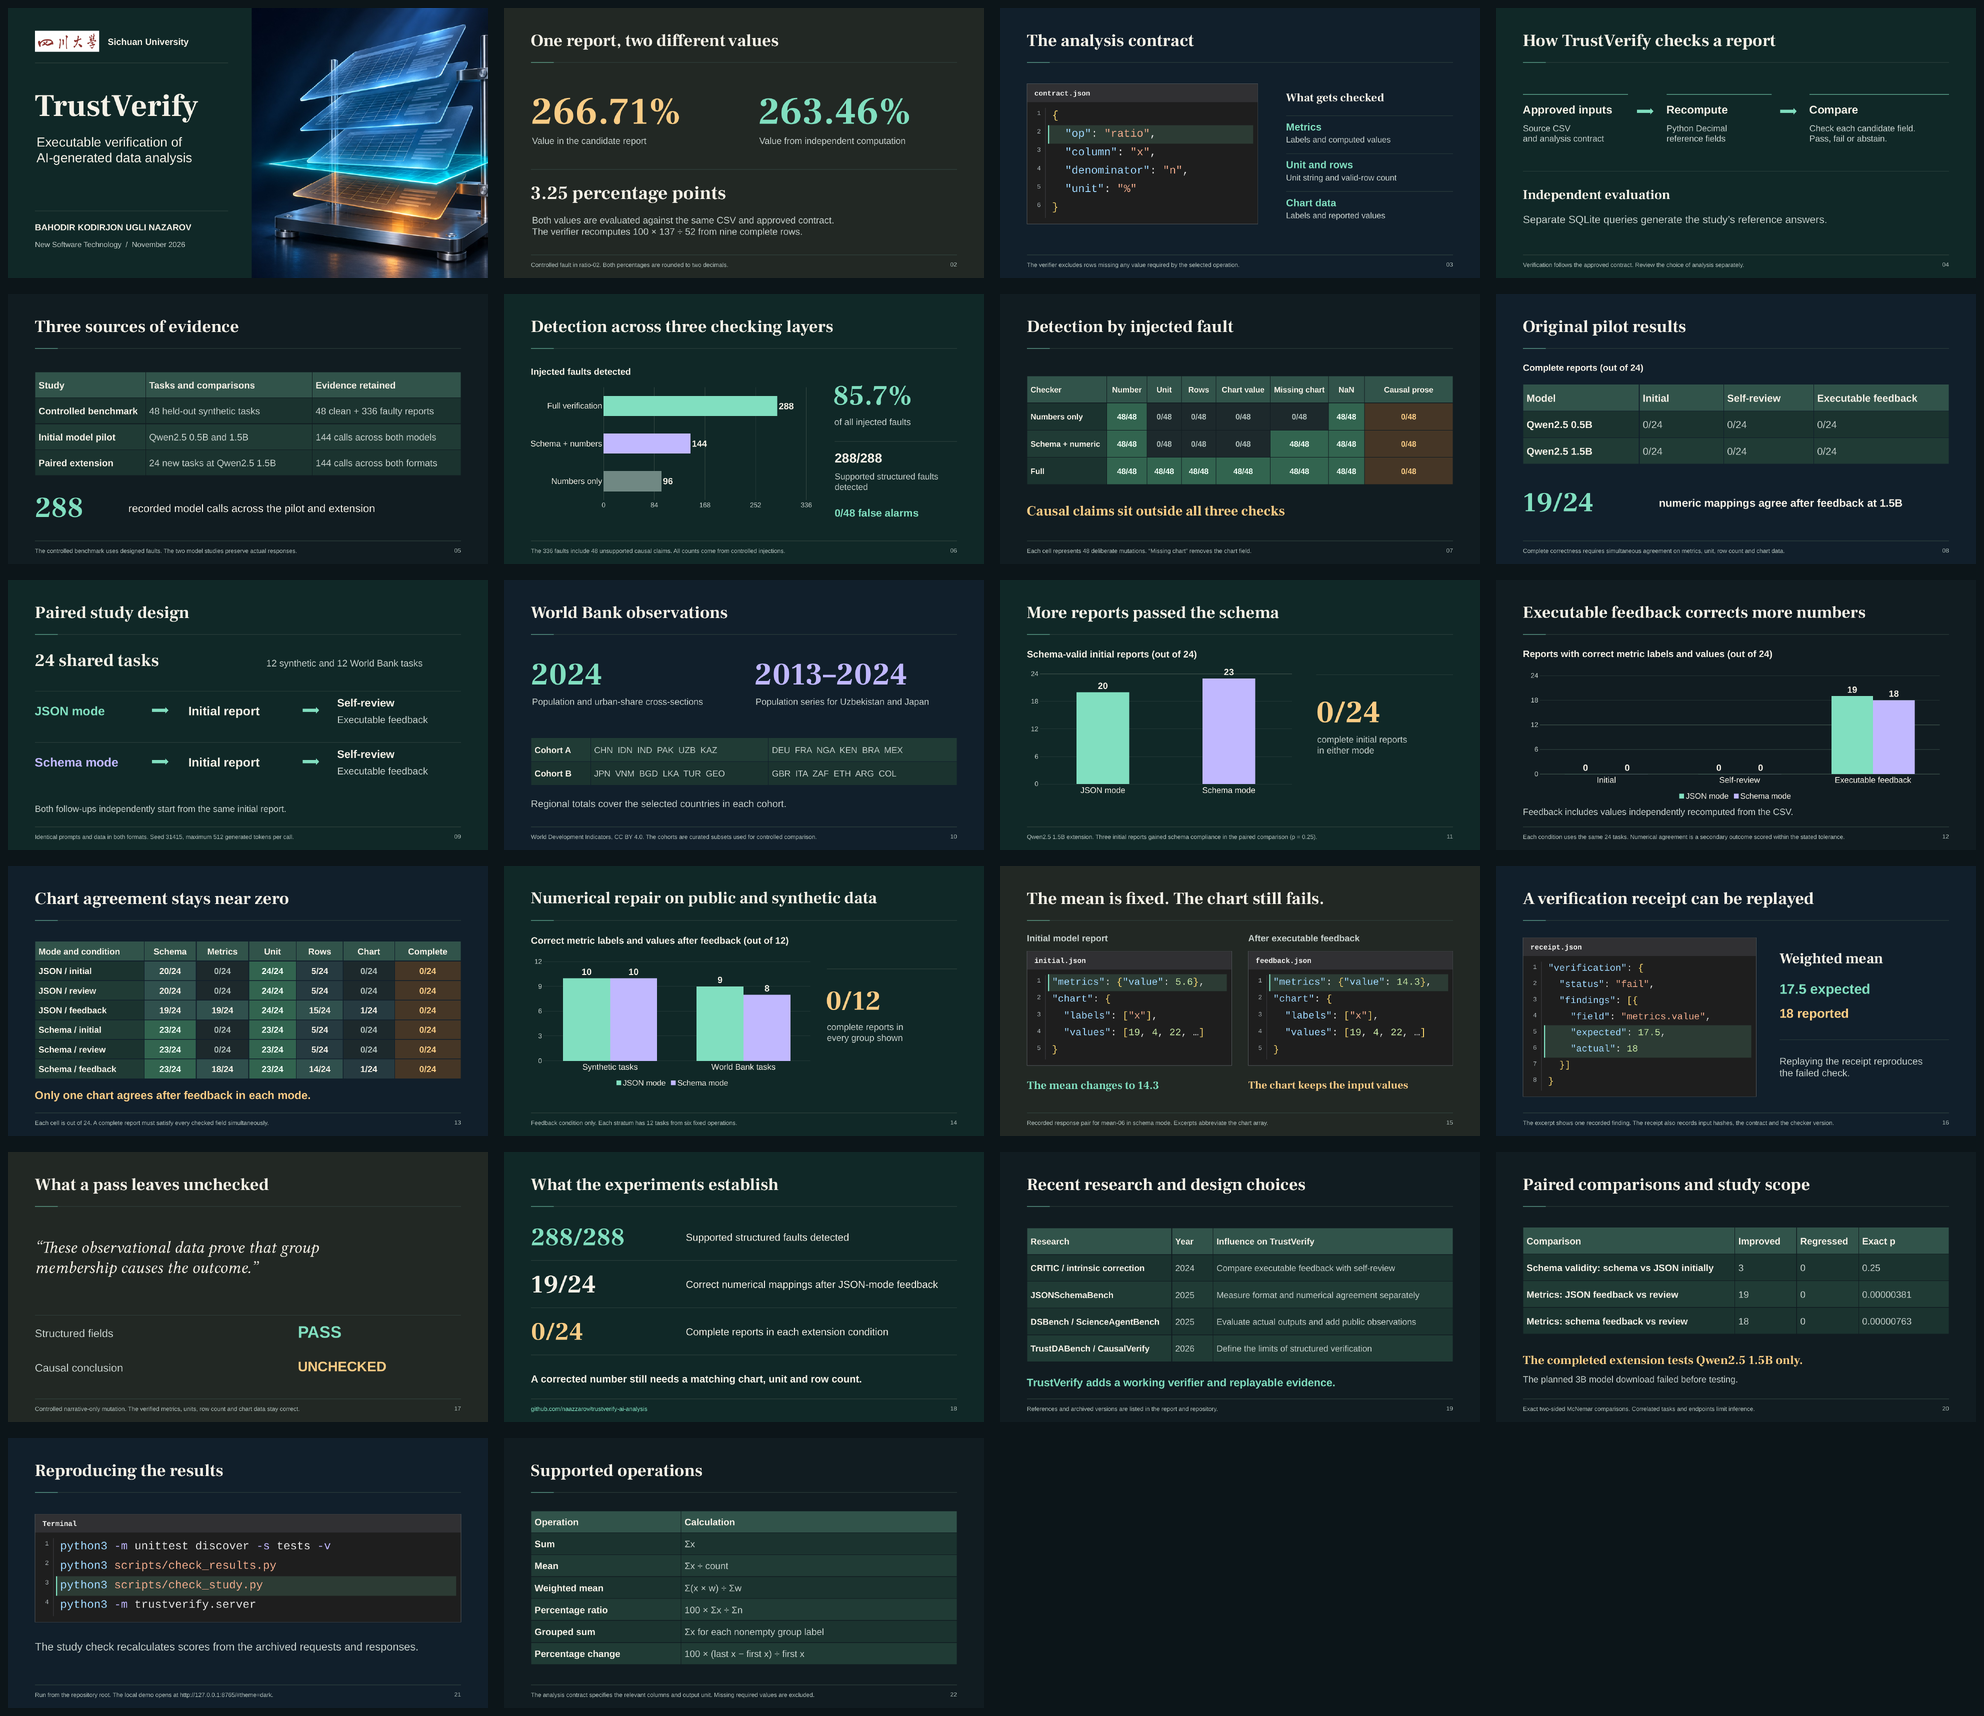 四川大學
Sichuan University
TrustVerify
Executable verification of
AI-generated data analysis
BAHODIR KODIRJON UGLI NAZAROV
New Software Technology / November 2026
One report, two different values
266.71%
263.46%
Value in the candidate report
Value from independent computation
3.25 percentage points
Both values are evaluated against the same CSV and approved contract.
The verifier recomputes 100 × 137 ÷ 52 from nine complete rows.
Controlled fault in ratio-02. Both percentages are rounded to two decimals.
02
The analysis contract
contract.json
1 {
2 "op": "ratio",
3 "column": "x",
4 "denominator": "n",
5 "unit": "%"
6 }
What gets checked
Metrics
Labels and computed values
Unit and rows
Unit string and valid-row count
Chart data
Labels and reported values
The verifier excludes rows missing any value required by the selected operation.
03
How TrustVerify checks a report
Approved inputs
Source CSV
and analysis contract
Recompute
Python Decimal
reference fields
Compare
Check each candidate field.
Pass, fail or abstain.
Independent evaluation
Separate SQLite queries generate the study's reference answers.
Verification follows the approved contract. Review the choice of analysis separately.
04
Three sources of evidence
Study Tasks and comparisons Evidence retained
Controlled benchmark 48 held-out synthetic tasks 48 clean + 336 faulty reports
Initial model pilot Qwen2.5 0.5B and 1.5B 144 calls across both models
Paired extension 24 new tasks at Qwen2.5 1.5B 144 calls across both formats
288 recorded model calls across the pilot and extension
The controlled benchmark uses designed faults. The two model studies preserve actual responses.
05
Detection across three checking layers
Injected faults detected
Full verification 288
Schema + numbers 144
Numbers only 96
0 84 168 252 336
85.7%
of all injected faults
288/288
Supported structured faults
detected
0/48 false alarms
The 336 faults include 48 unsupported causal claims. All counts come from controlled injections.
06
Detection by injected fault
Checker Number Unit Rows Chart value Missing chart NaN Causal prose
Numbers only 48/48 0/48 0/48 0/48 0/48 48/48 0/48
Schema + numeric 48/48 0/48 0/48 0/48 48/48 48/48 0/48
Full 48/48 48/48 48/48 48/48 48/48 48/48 0/48
Causal claims sit outside all three checks
Each cell represents 48 deliberate mutations. "Missing chart" removes the chart field.
07
Original pilot results
Complete reports (out of 24)
Model Initial Self-review Executable feedback
Qwen2.5 0.5B 0/24 0/24 0/24
Qwen2.5 1.5B 0/24 0/24 0/24
19/24 numeric mappings agree after feedback at 1.5B
Complete correctness requires simultaneous agreement on metrics, unit, row count and chart data.
08
Paired study design
24 shared tasks
12 synthetic and 12 World Bank tasks
JSON mode
Initial report
Self-review
Executable feedback
Schema mode
Initial report
Self-review
Executable feedback
Both follow-ups independently start from the same initial report.
Identical prompts and data in both formats. Seed 31415, maximum 512 generated tokens per call.
09
World Bank observations
2024
2013–2024
Population and urban-share cross-sections
Population series for Uzbekistan and Japan
Cohort A CHN IDN IND PAK UZB KAZ DEU FRA NGA KEN BRA MEX
Cohort B JPN VNM BGD LKA TUR GEO GBR ITA ZAF ETH ARG COL
Regional totals cover the selected countries in each cohort.
World Development Indicators, CC BY 4.0. The cohorts are curated subsets used for controlled comparison.
10
More reports passed the schema
Schema-valid initial reports (out of 24)
24
18
12
6
0
20
23
JSON mode
Schema mode
0/24
complete initial reports
in either mode
Qwen2.5 1.5B extension. Three initial reports gained schema compliance in the paired comparison (p = 0.25).
11
Executable feedback corrects more numbers
Reports with correct metric labels and values (out of 24)
24
18
12
6
0
0 0
0 0
19 18
Initial
Self-review
Executable feedback
JSON mode Schema mode
Feedback includes values independently recomputed from the CSV.
Each condition uses the same 24 tasks. Numerical agreement is a secondary outcome scored within the stated tolerance.
12
Chart agreement stays near zero
Mode and condition Schema Metrics Unit Rows Chart Complete
JSON / initial 20/24 0/24 24/24 5/24 0/24 0/24
JSON / review 20/24 0/24 24/24 5/24 0/24 0/24
JSON / feedback 19/24 19/24 24/24 15/24 1/24 0/24
Schema / initial 23/24 0/24 23/24 5/24 0/24 0/24
Schema / review 23/24 0/24 23/24 5/24 0/24 0/24
Schema / feedback 23/24 18/24 23/24 14/24 1/24 0/24
Only one chart agrees after feedback in each mode.
Each cell is out of 24. A complete report must satisfy every checked field simultaneously.
13
Numerical repair on public and synthetic data
Correct metric labels and values after feedback (out of 12)
12
9
6
3
0
10 10
9 8
Synthetic tasks
World Bank tasks
JSON mode Schema mode
0/12
complete reports in
every group shown
Feedback condition only. Each stratum has 12 tasks from six fixed operations.
14
The mean is fixed. The chart still fails.
Initial model report
initial.json
1 "metrics": {"value": 5.6},
2 "chart": {
3 "labels": ["x"],
4 "values": [19, 4, 22, …]
5 }
The mean changes to 14.3
After executable feedback
feedback.json
1 "metrics": {"value": 14.3},
2 "chart": {
3 "labels": ["x"],
4 "values": [19, 4, 22, …]
5 }
The chart keeps the input values
Recorded response pair for mean-06 in schema mode. Excerpts abbreviate the chart array.
15
A verification receipt can be replayed
receipt.json
1 "verification": {
2 "status": "fail",
3 "findings": [{
4 "field": "metrics.value",
5 "expected": 17.5,
6 "actual": 18
7 }]
8 }
Weighted mean
17.5 expected
18 reported
Replaying the receipt reproduces
the failed check.
The excerpt shows one recorded finding. The receipt also records input hashes, the contract and the checker version.
16
What a pass leaves unchecked
“These observational data prove that group
membership causes the outcome.”
Structured fields PASS
Causal conclusion UNCHECKED
Controlled narrative-only mutation. The verified metrics, units, row count and chart data stay correct.
17
What the experiments establish
288/288 Supported structured faults detected
19/24 Correct numerical mappings after JSON-mode feedback
0/24 Complete reports in each extension condition
A corrected number still needs a matching chart, unit and row count.
github.com/naazzarov/trustverify-ai-analysis
18
Recent research and design choices
Research Year Influence on TrustVerify
CRITIC / intrinsic correction 2024 Compare executable feedback with self-review
JSONSchemaBench 2025 Measure format and numerical agreement separately
DSBench / ScienceAgentBench 2025 Evaluate actual outputs and add public observations
TrustDABench / CausalVerify 2026 Define the limits of structured verification
TrustVerify adds a working verifier and replayable evidence.
References and archived versions are listed in the report and repository.
19
Paired comparisons and study scope
Comparison Improved Regressed Exact p
Schema validity: schema vs JSON initially 3 0 0.25
Metrics: JSON feedback vs review 19 0 0.00000381
Metrics: schema feedback vs review 18 0 0.00000763
The completed extension tests Qwen2.5 1.5B only.
The planned 3B model download failed before testing.
Exact two-sided McNemar comparisons. Correlated tasks and endpoints limit inference.
20
Reproducing the results
Terminal
1 python3 -m unittest discover -s tests -v
2 python3 scripts/check_results.py
3 python3 scripts/check_study.py
4 python3 -m trustverify.server
The study check recalculates scores from the archived requests and responses.
Run from the repository root. The local demo opens at http://127.0.0.1:8765/#theme=dark.
21
Supported operations
Operation Calculation
Sum Σx
Mean Σx ÷ count
Weighted mean Σ(x × w) ÷ Σw
Percentage ratio 100 × Σx ÷ Σn
Grouped sum Σx for each nonempty group label
Percentage change 100 × (last x − first x) ÷ first x
The analysis contract specifies the relevant columns and output unit. Missing required values are excluded.
22